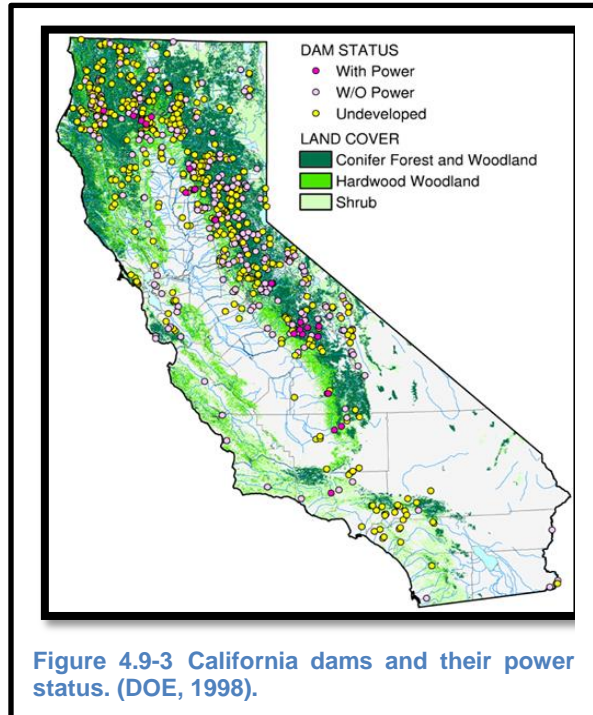 DAM STATUS
With Power
W/O Power
Undeveloped
LAND COVER
Conifer Forest and Woodland
Hardwood Woodland
Shrub
Figure 4.9-3 California dams and their power
status. (DOE, 1998).